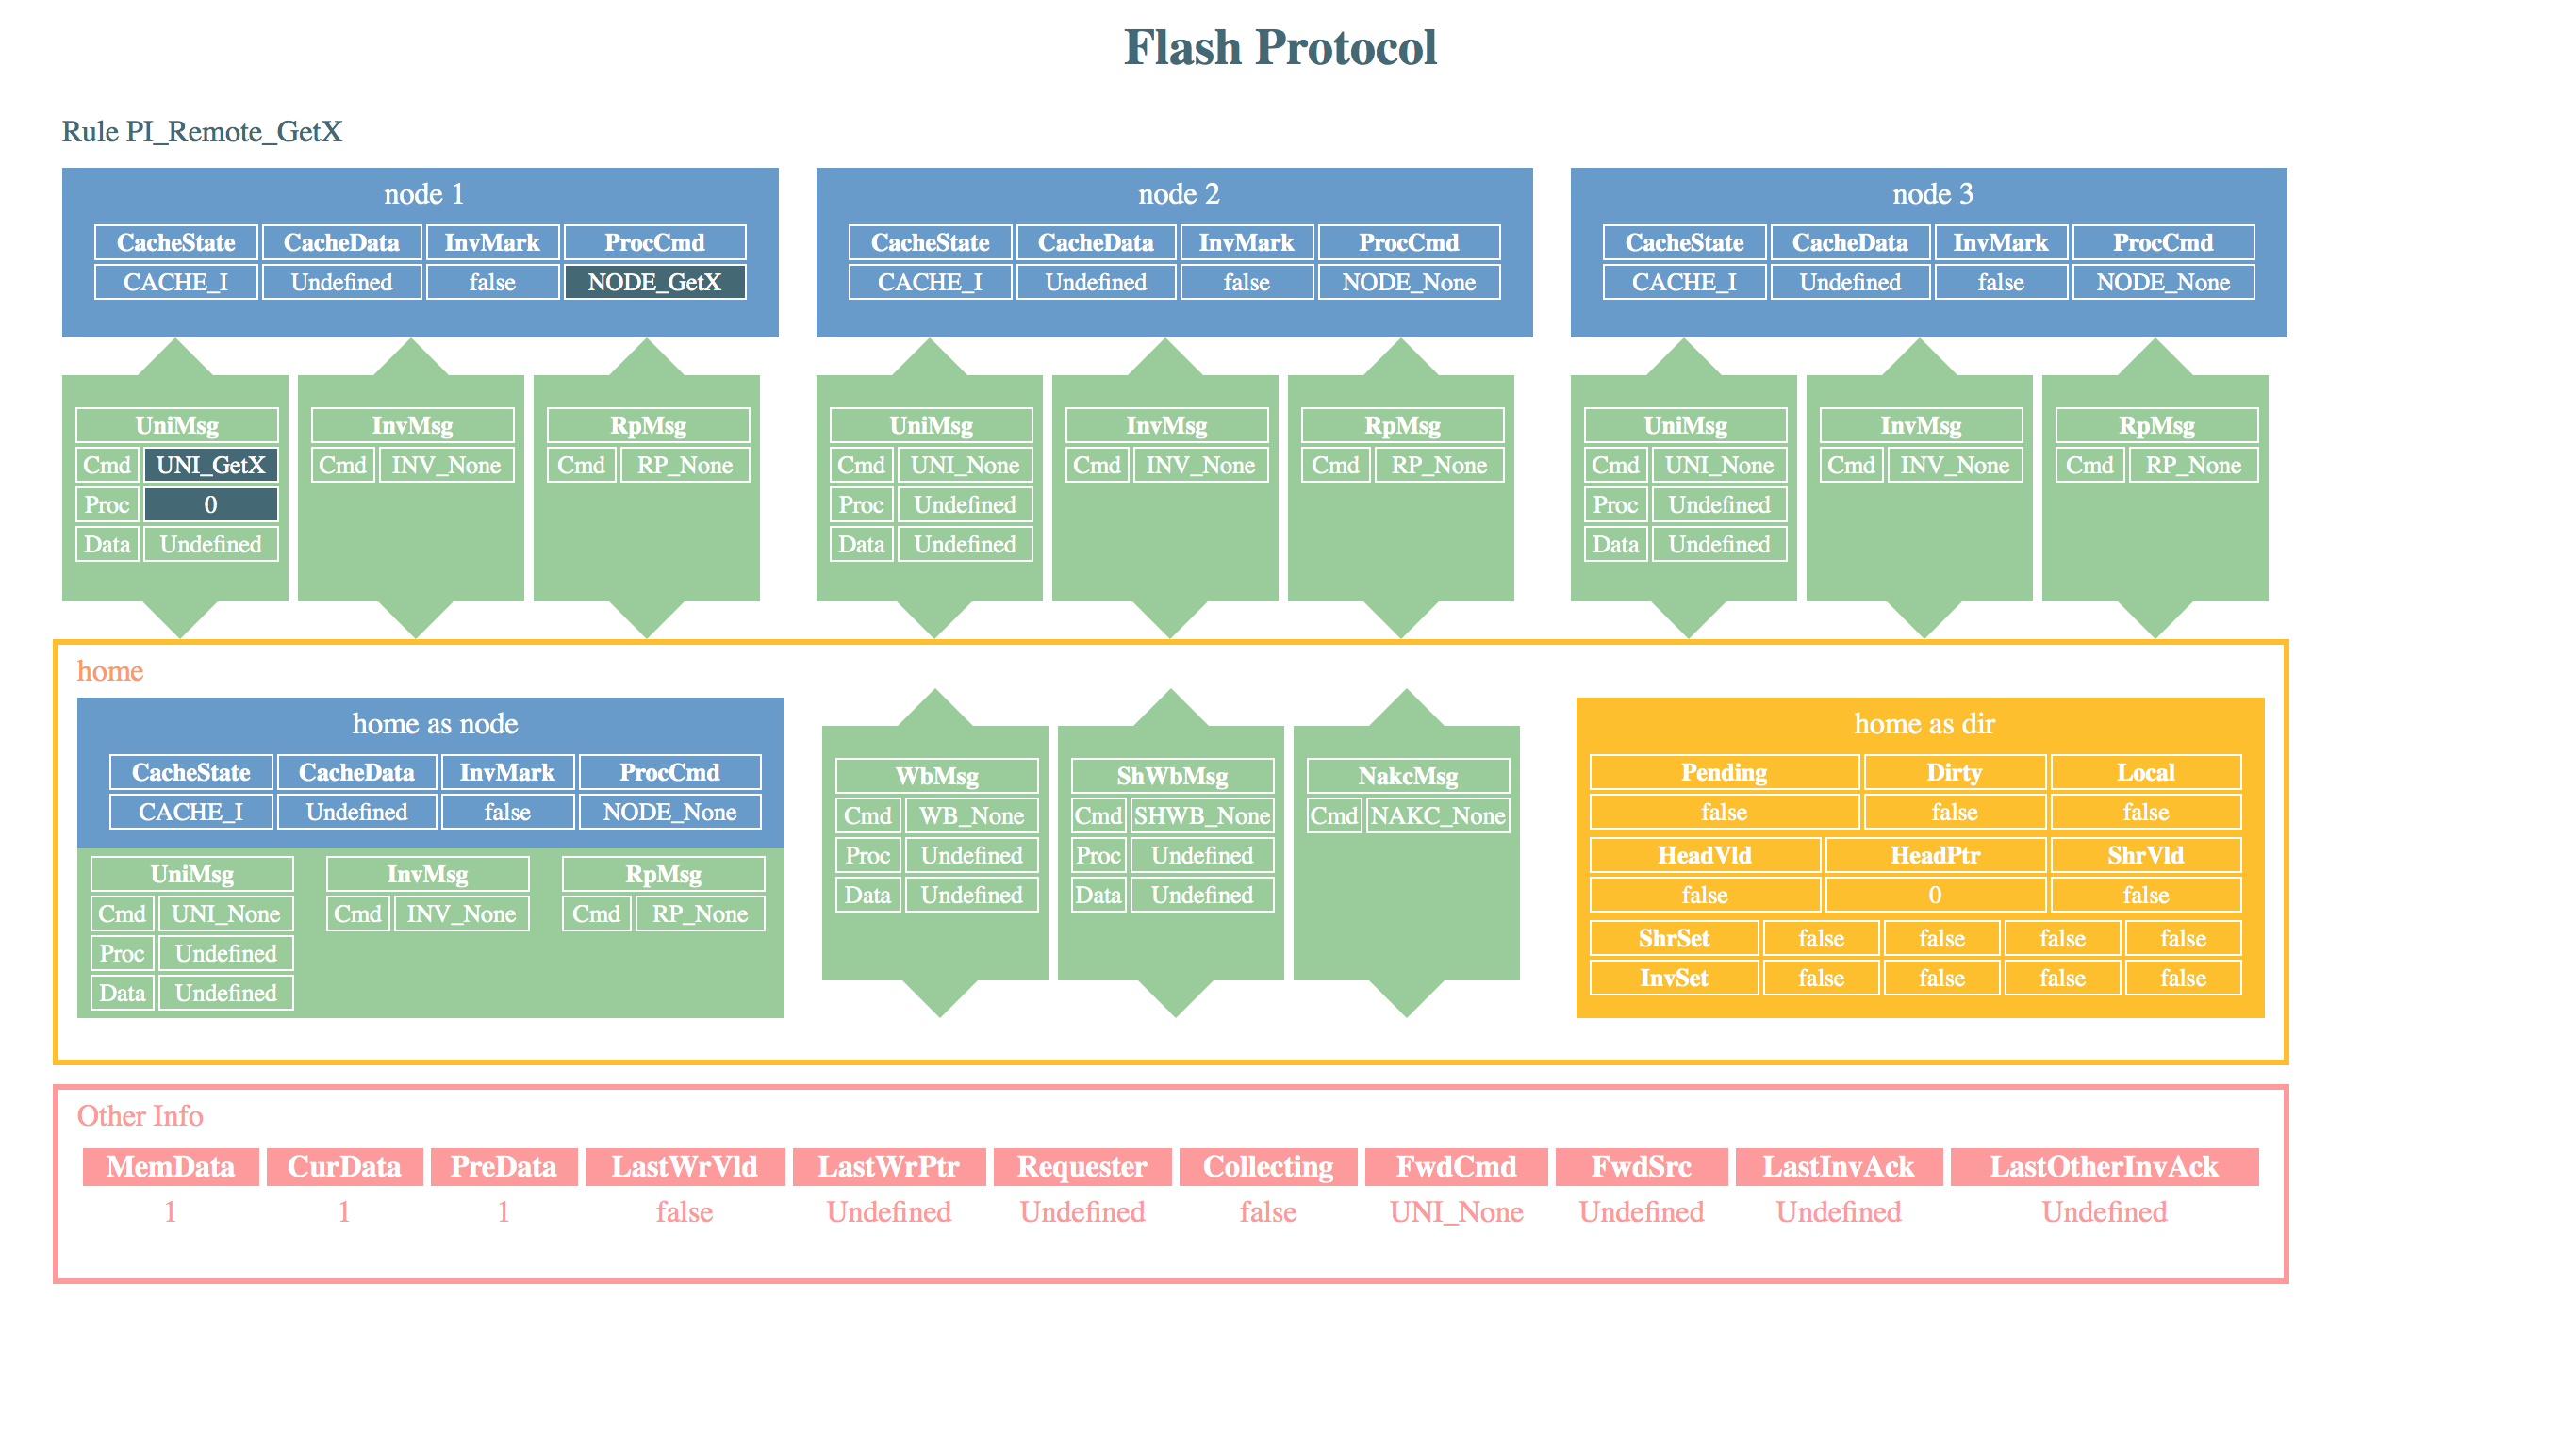 Flash Protocol
Rule PI_Remote_GetX
node 1
CacheState CacheData InvMark ProcCmd
CACHE_I Undefined false NODE_GetX
node 2
CacheState CacheData InvMark ProcCmd
CACHE_I Undefined false NODE_None
node 3
CacheState CacheData InvMark ProcCmd
CACHE_I Undefined false NODE_None
UniMsg
Cmd UNI_GetX
Proc 0
Data Undefined
InvMsg
Cmd INV_None
RpMsg
Cmd RP_None
UniMsg
Cmd UNI_None
Proc Undefined
Data Undefined
InvMsg
Cmd INV_None
RpMsg
Cmd RP_None
UniMsg
Cmd UNI_None
Proc Undefined
Data Undefined
InvMsg
Cmd INV_None
RpMsg
Cmd RP_None
home
home as node
CacheState CacheData InvMark ProcCmd
CACHE_I Undefined false NODE_None
UniMsg
Cmd UNI_None
Proc Undefined
Data Undefined
InvMsg
Cmd INV_None
RpMsg
Cmd RP_None
WbMsg
Cmd WB_None
Proc Undefined
Data Undefined
ShWbMsg
Cmd SHWB_None
Proc Undefined
Data Undefined
NakcMsg
Cmd NAKC_None
home as dir
Pending Dirty Local
false false false
HeadVld HeadPtr ShrVld
false 0 false
ShrSet false false false false
InvSet false false false false
Other Info
MemData CurData PreData LastWrVld LastWrPtr Requester Collecting FwdCmd FwdSrc LastInvAck LastOtherInvAck
1 1 1 false Undefined Undefined false UNI_None Undefined Undefined Undefined